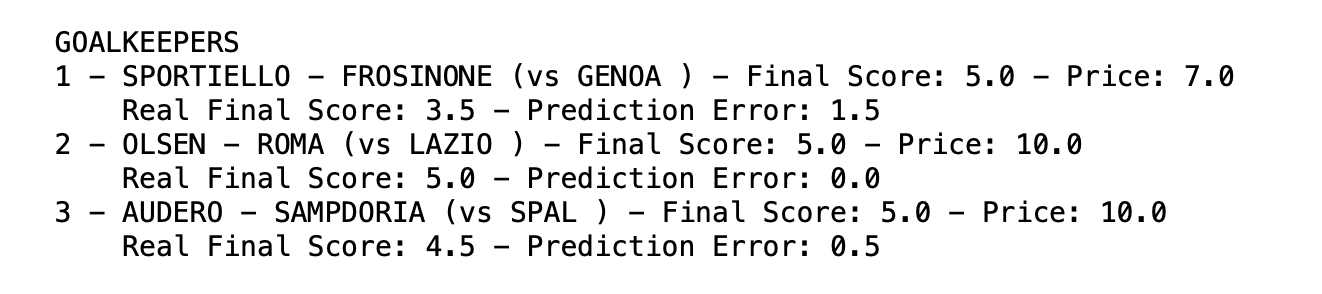 GOALKEEPERS
1 – SPORTIELLO – FROSINONE (vs GENOA ) – Final Score: 5.0 – Price: 7.0
Real Final Score: 3.5 – Prediction Error: 1.5
2 – OLSEN – ROMA (vs LAZIO ) – Final Score: 5.0 – Price: 10.0
Real Final Score: 5.0 – Prediction Error: 0.0
3 – AUDERO – SAMPDORIA (vs SPAL ) – Final Score: 5.0 – Price: 10.0
Real Final Score: 4.5 – Prediction Error: 0.5